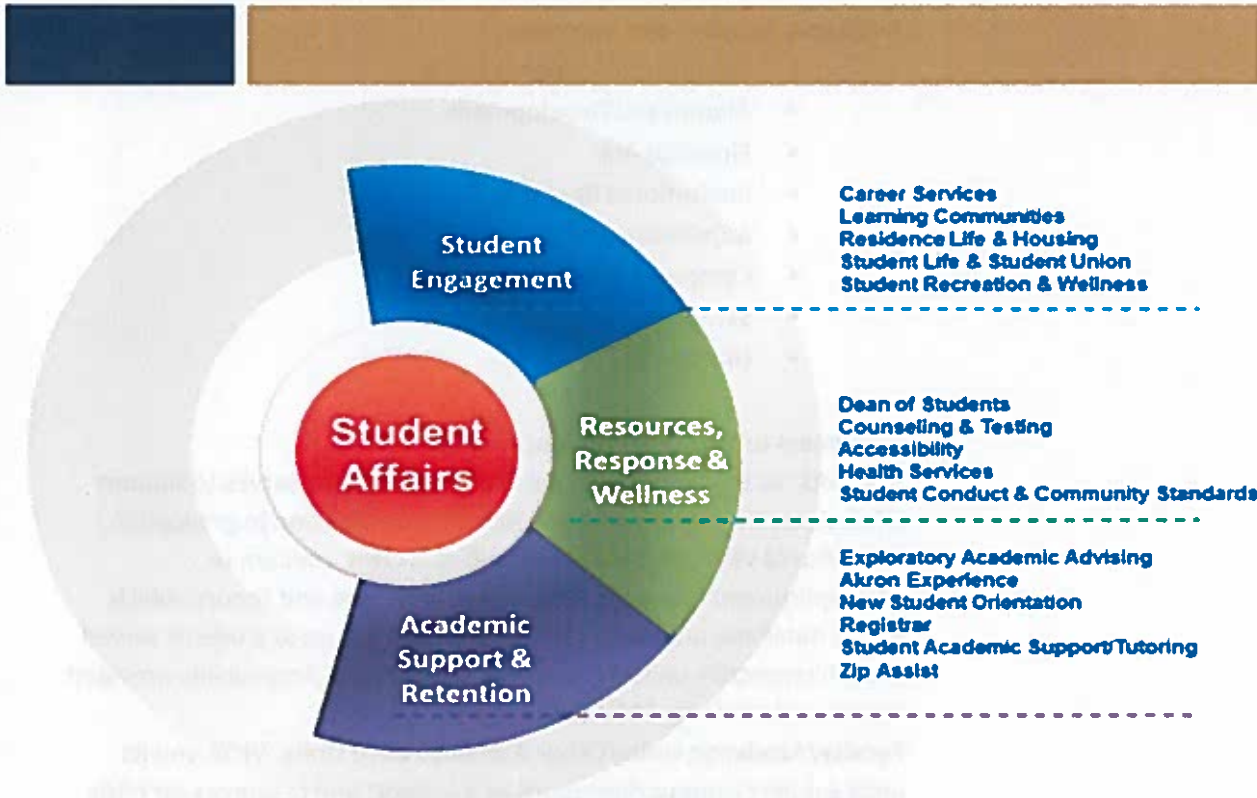 Student
Engagement
Career Services
Learning Communities
Residence Life & Housing
Student Life & Student Union
Student Recreation & Wellness
Student
Affairs
Resources,
Response &
Wellness
Dean of Students
Counseling & Testing
Accessibility
Health Services
Student Conduct & Community Standards
Academic
Support &
Retention
Exploratory Academic Advising
Akron Experience
New Student Orientation
Registrar
Student Academic Support/Tutoring
Zip Assist